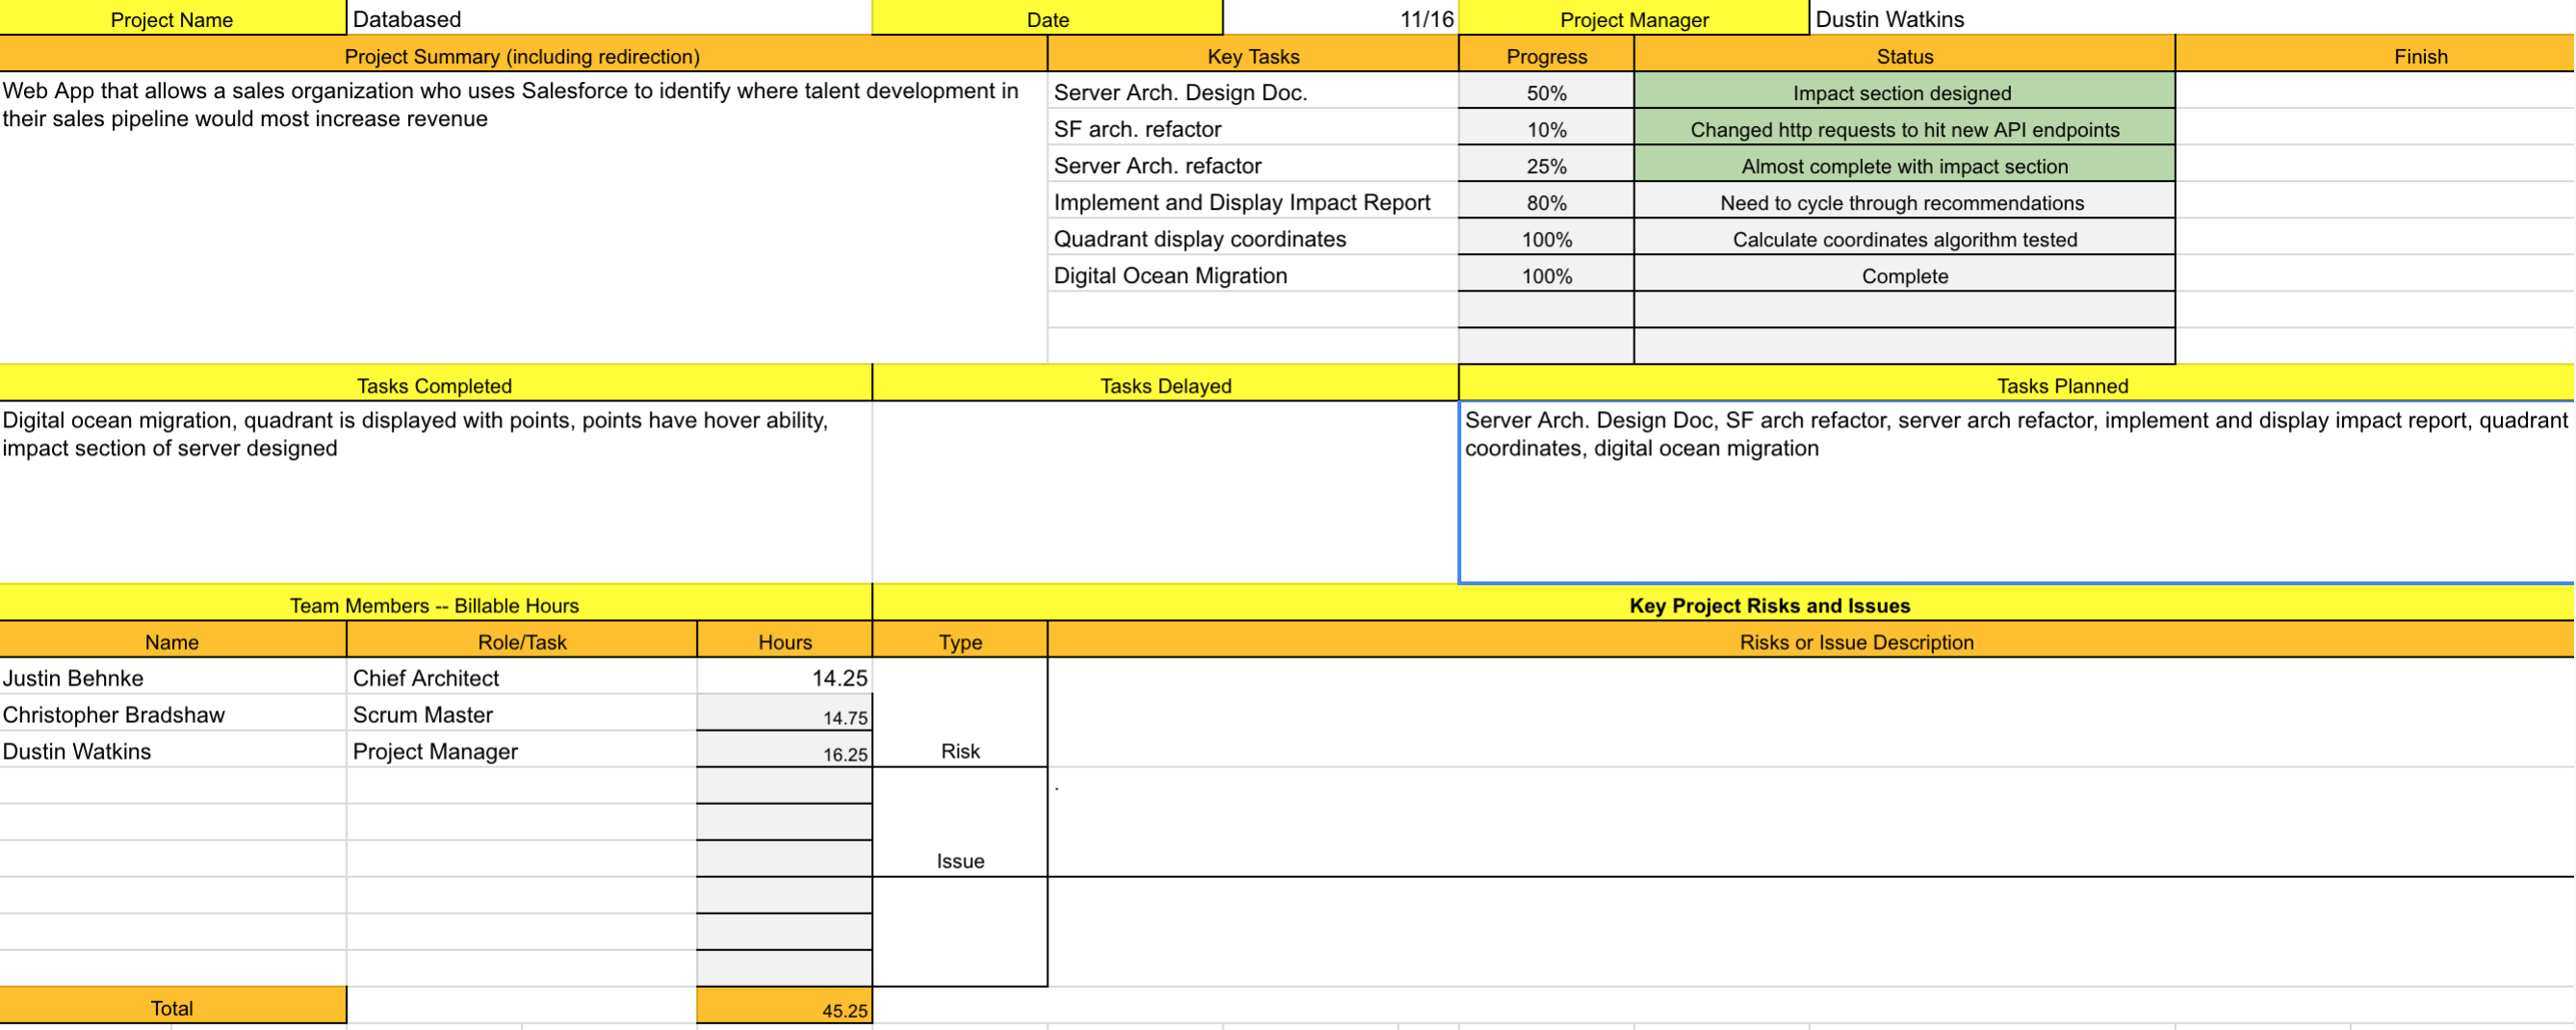 Project Name Databased Date 11/16 Project Manager Dustin Watkins
Project Summary (including redirection) Key Tasks Progress Status Finish
Web App that allows a sales organization who uses Salesforce to identify where talent development in
their sales pipeline would most increase revenue
Server Arch. Design Doc. 50% Impact section designed
SF arch. refactor 10% Changed http requests to hit new API endpoints
Server Arch. refactor 25% Almost complete with impact section
Implement and Display Impact Report 80% Need to cycle through recommendations
Quadrant display coordinates 100% Calculate coordinates algorithm tested
Digital Ocean Migration 100% Complete
Tasks Completed Tasks Delayed Tasks Planned
Digital ocean migration, quadrant is displayed with points, points have hover ability,
impact section of server designed
Server Arch. Design Doc, SF arch refactor, server arch refactor, implement and display impact report, quadrant
coordinates, digital ocean migration
Team Members -- Billable Hours Key Project Risks and Issues
Name Role/Task Hours Type Risks or Issue Description
Justin Behnke Chief Architect 14.25
Christopher Bradshaw Scrum Master 14.75
Dustin Watkins Project Manager 16.25 Risk
.
Issue
Total 45.25